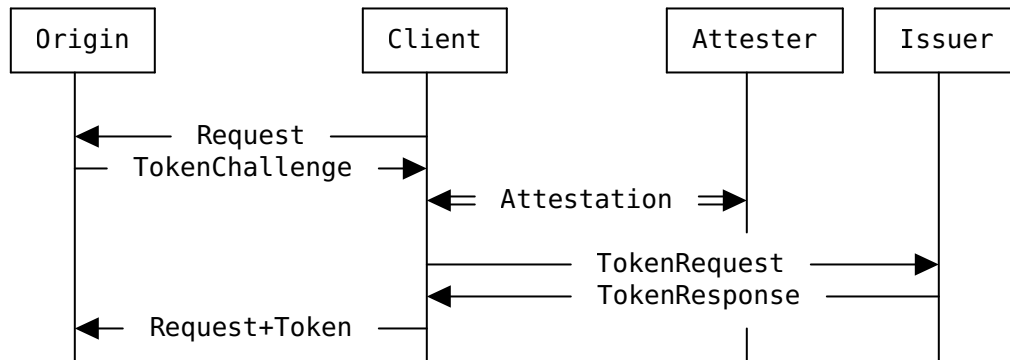 Origin Client Attester Issuer
Request
TokenChallenge
Attestation
TokenRequest
TokenResponse
Request+Token